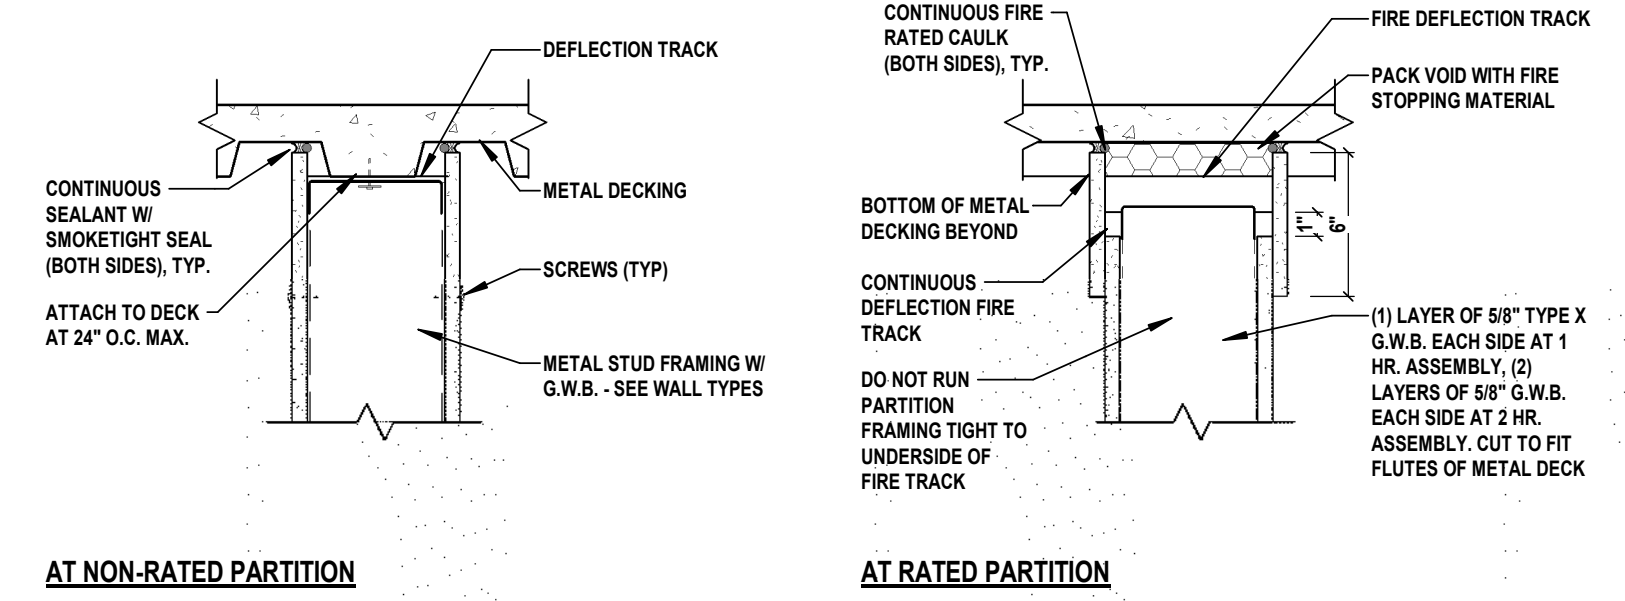 DEFLECTION TRACK
CONTINUOUS
SEALANT W/
SMOKETIGHT SEAL
(BOTH SIDES), TYP.
METAL DECKING
ATTACH TO DECK
AT 24" O.C. MAX.
SCREWS (TYP)
METAL STUD FRAMING W/
G.W.B. - SEE WALL TYPES
AT NON-RATED PARTITION
CONTINUOUS FIRE
RATED CAULK
(BOTH SIDES), TYP.
FIRE DEFLECTION TRACK
PACK VOID WITH FIRE
STOPPING MATERIAL
BOTTOM OF METAL
DECKING BEYOND
1"
6"
CONTINUOUS
DEFLECTION FIRE
TRACK
DO NOT RUN
PARTITION
FRAMING TIGHT TO
UNDERSIDE OF
FIRE TRACK
(1) LAYER OF 5/8" TYPE X
G.W.B. EACH SIDE AT 1
HR. ASSEMBLY, (2)
LAYERS OF 5/8" G.W.B.
EACH SIDE AT 2 HR.
ASSEMBLY. CUT TO FIT
FLUTES OF METAL DECK
AT RATED PARTITION